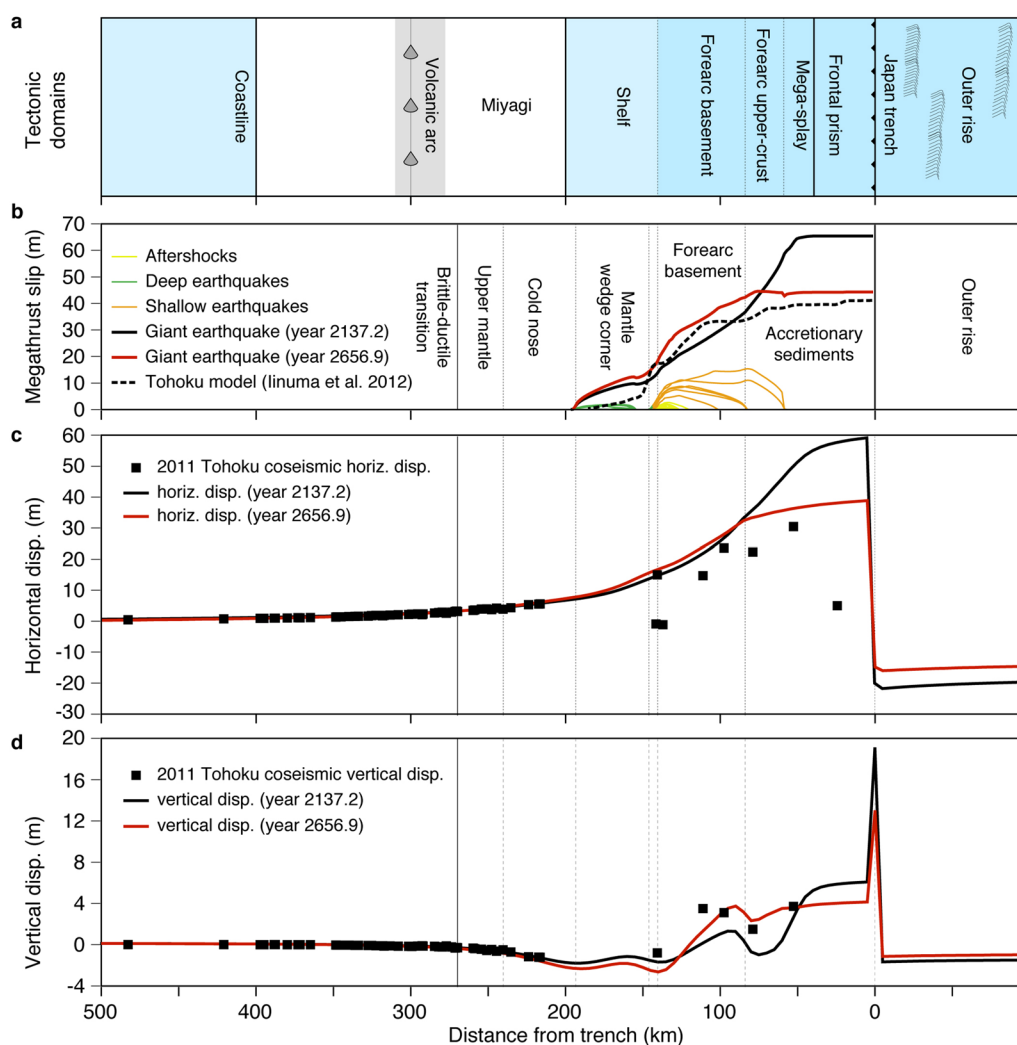 a
Tectonic
domains
Coastline
Volcanic arc
Miyagi
Shelf
Forearc basement
Forearc upper-crust
Mega-splay
Frontal prism
Japan trench
Outer rise
b
Megathrust slip (m)
70
60
50
40
30
20
10
0
Aftershocks
Deep earthquakes
Shallow earthquakes
Giant earthquake (year 2137.2)
Giant earthquake (year 2656.9)
Tohoku model (Iinuma et al. 2012)
Brittle-ductile
transition
Upper mantle
Cold nose
Mantle
wedge corner
Forearc
basement
Accretionary
sediments
Outer rise
c
Horizontal disp. (m)
60
50
40
30
20
10
0
-10
-20
-30
2011 Tohoku coseismic horiz. disp.
horiz. disp. (year 2137.2)
horiz. disp. (year 2656.9)
d
Vertical disp. (m)
20
16
12
8
4
0
-4
2011 Tohoku coseismic vertical disp.
vertical disp. (year 2137.2)
vertical disp. (year 2656.9)
500 400 300 200 100 0
Distance from trench (km)